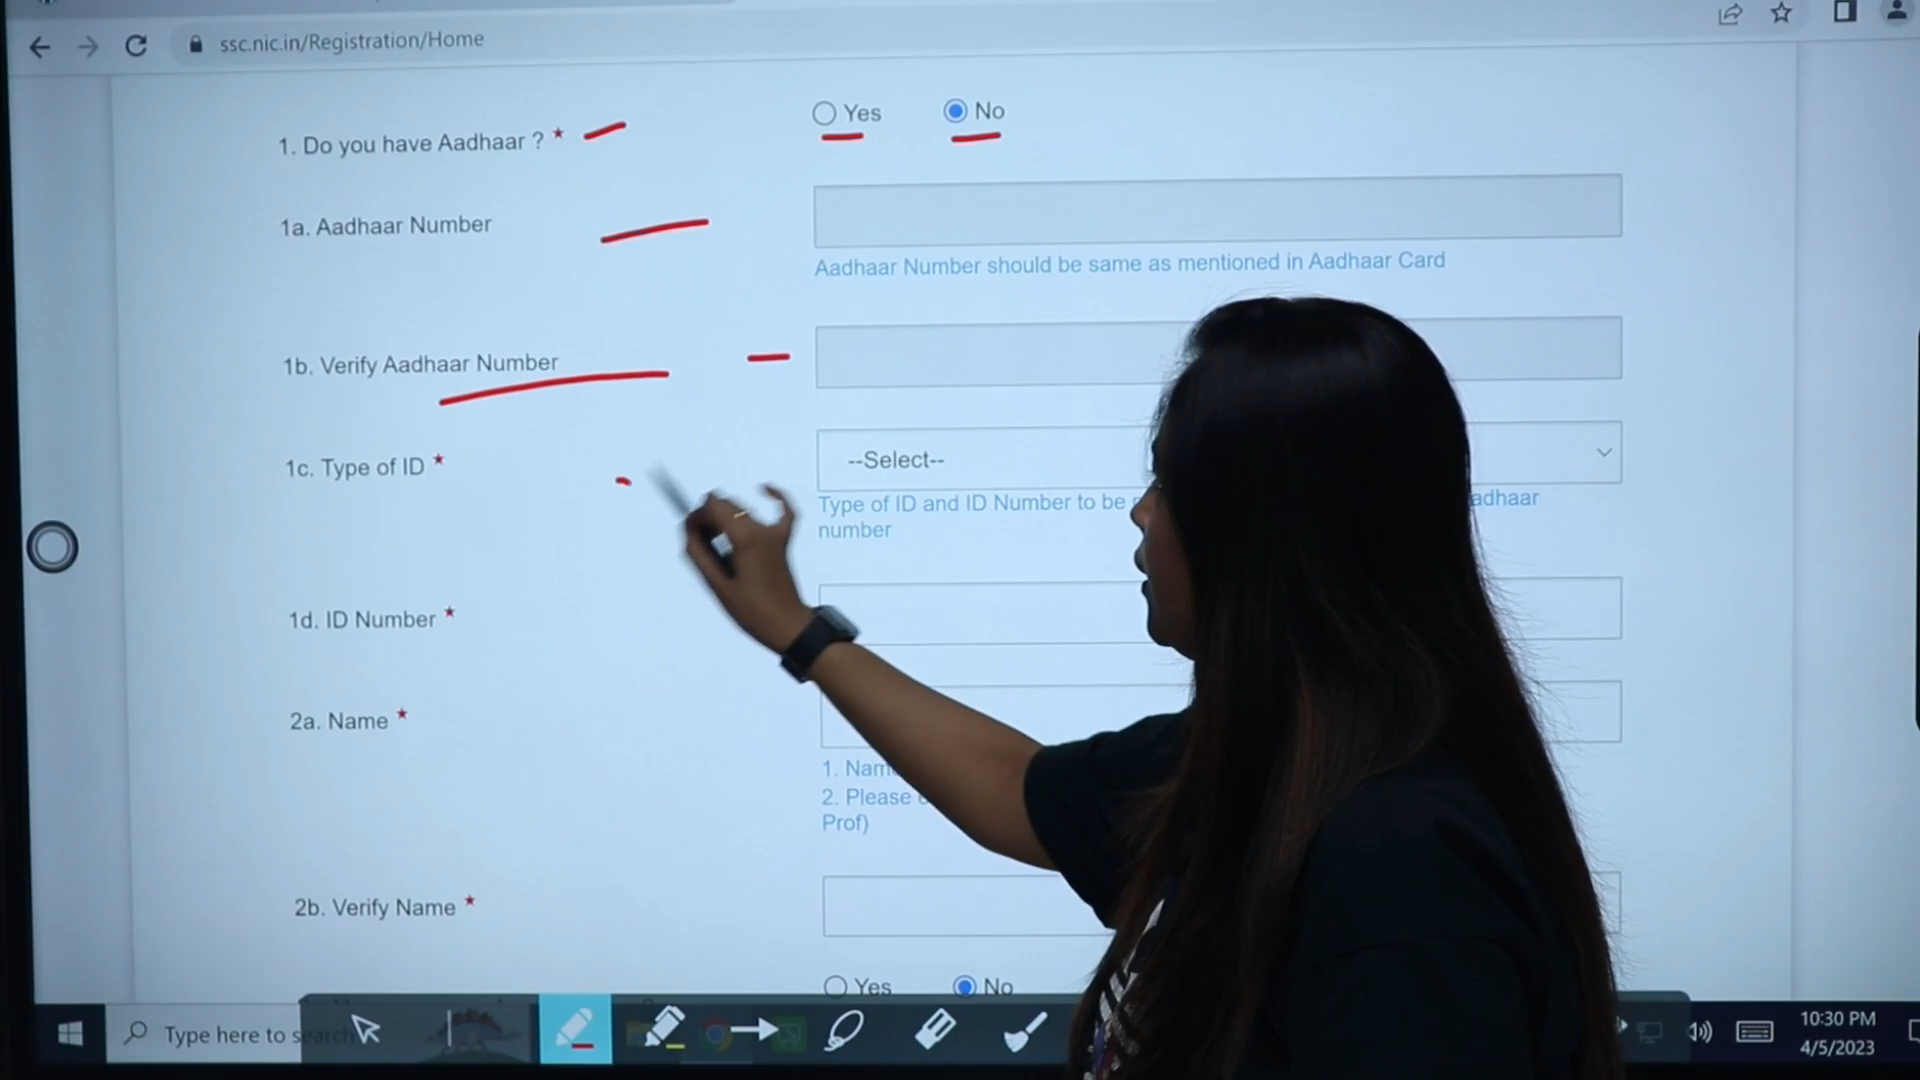 ssc.nic.in/Registration/Home
1. Do you have Aadhaar ? *
Yes No
1a. Aadhaar Number
Aadhaar Number should be same as mentioned in Aadhaar Card
1b. Verify Aadhaar Number
1c. Type of ID *
--Select--
Type of ID and ID Number to be adhaar
number
1d. ID Number *
2a. Name *
1. Nam
2. Please
Prof)
2b. Verify Name *
Yes No
Type here to search
10:30 PM
4/5/2023